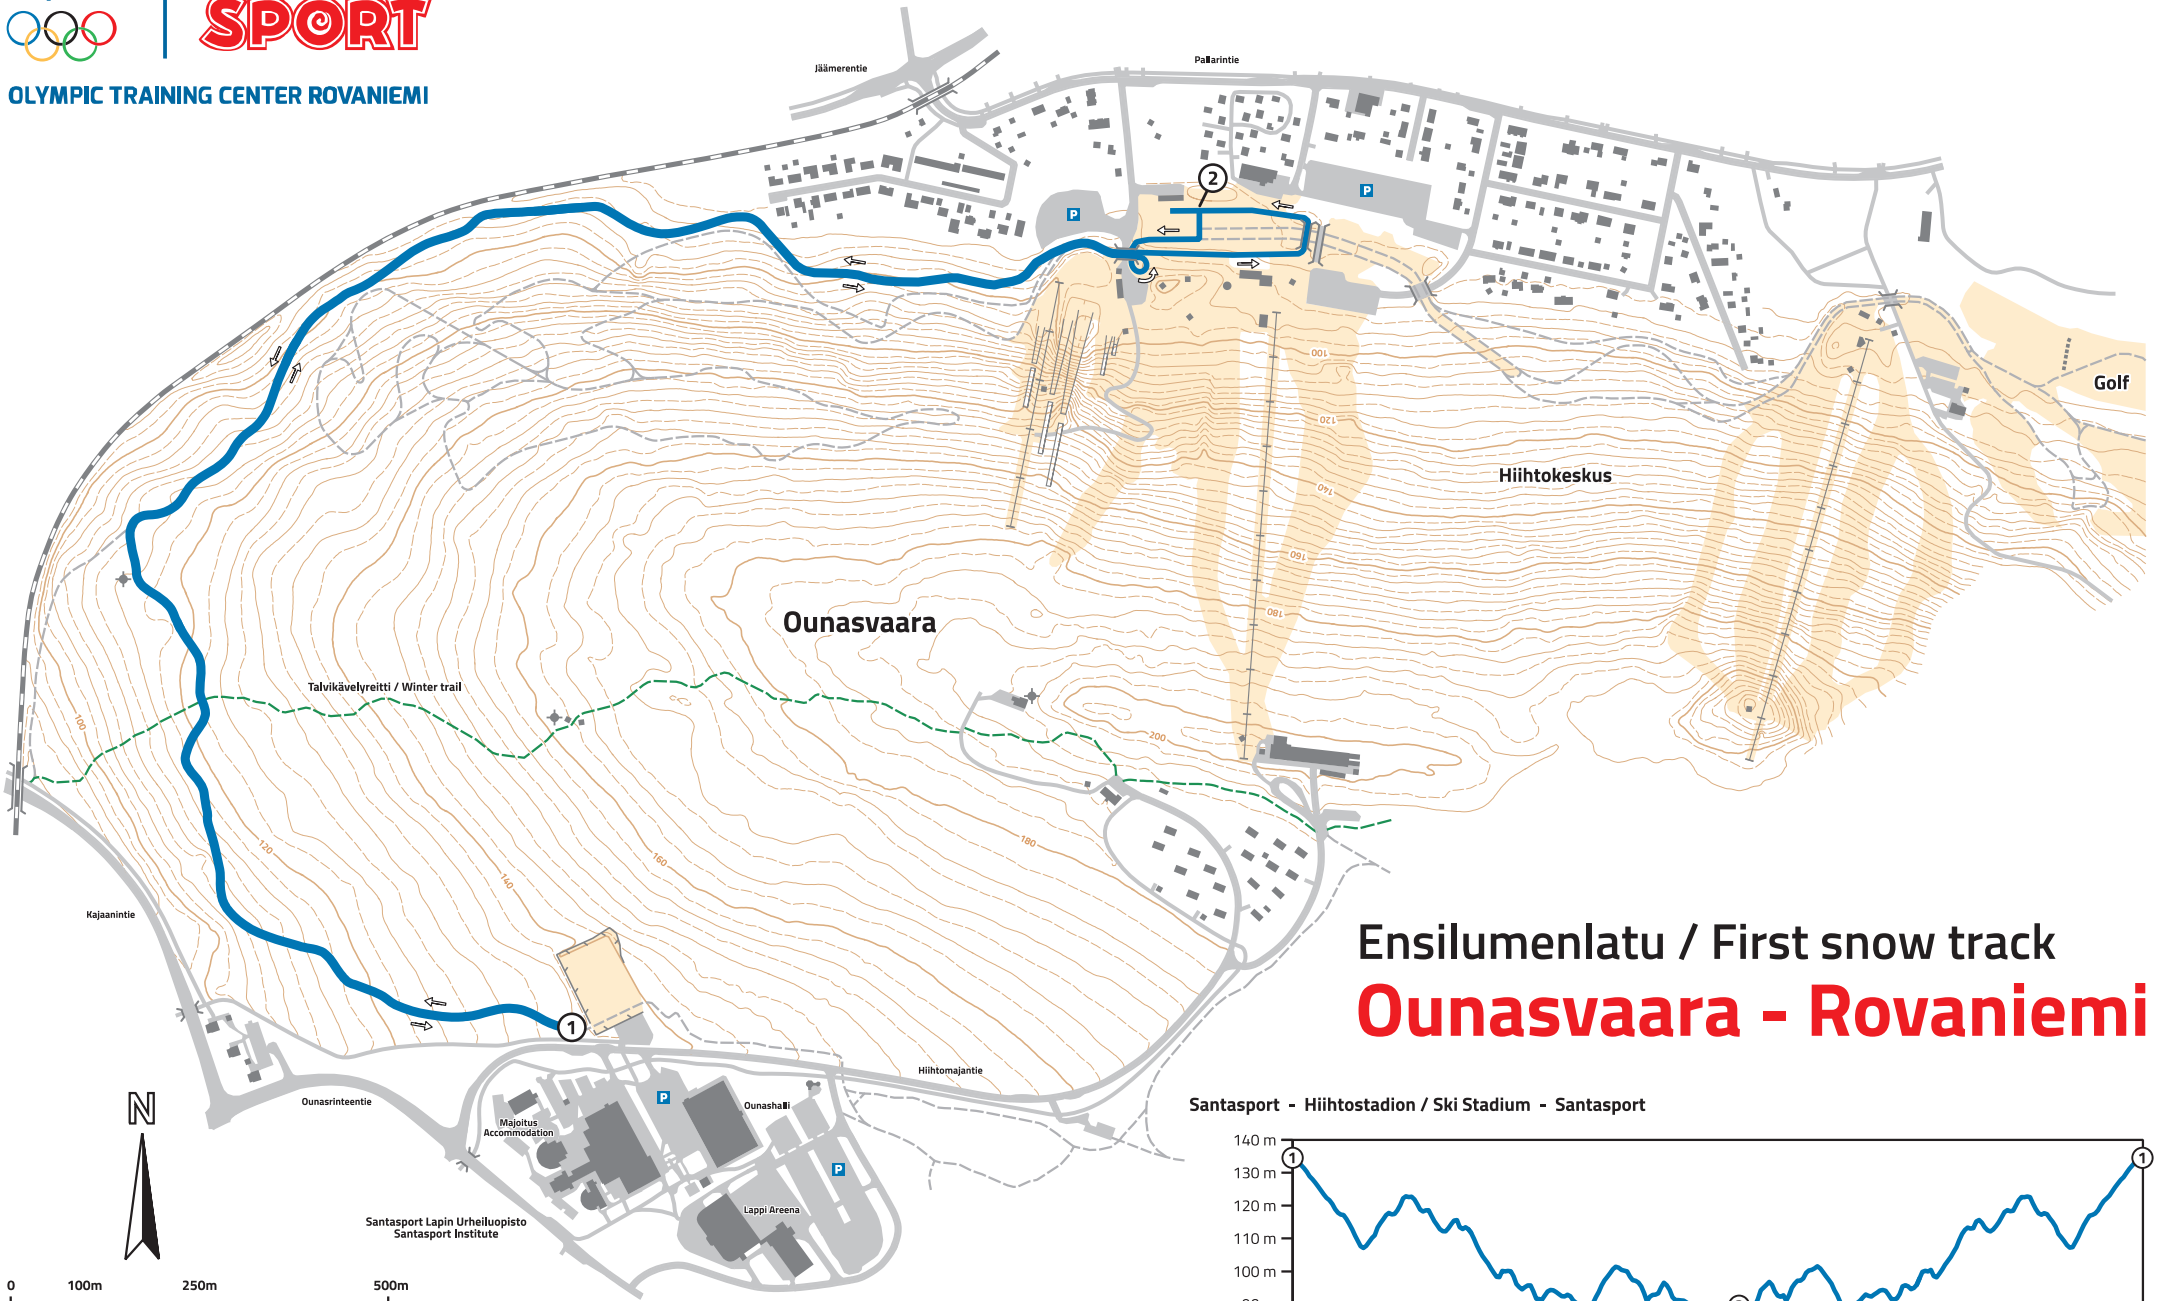 SPORT
OLYMPIC TRAINING CENTER ROVANIEMI
Jäämerentie
Pallarintie
P
P
2
Golf
Hiihtokeskus
100
120
140
160
180
Ounasvaara
Talvikävelyreitti / Winter trail
100
200
120
140
160
180
Kajaanintie
1
Ensilumenlatu / First snow track
Ounasvaara - Rovaniemi
Hiihtomajantie
Ounasrinteentie
N
P
Ounashalli
Majoitus
Accommodation
P
Lappi Areena
Santasport Lapin Urheiluopisto
Santasport Institute
0 100m 250m 500m
Santasport - Hiihtostadion / Ski Stadium - Santasport
140 m
1 1
130 m
120 m
110 m
100 m